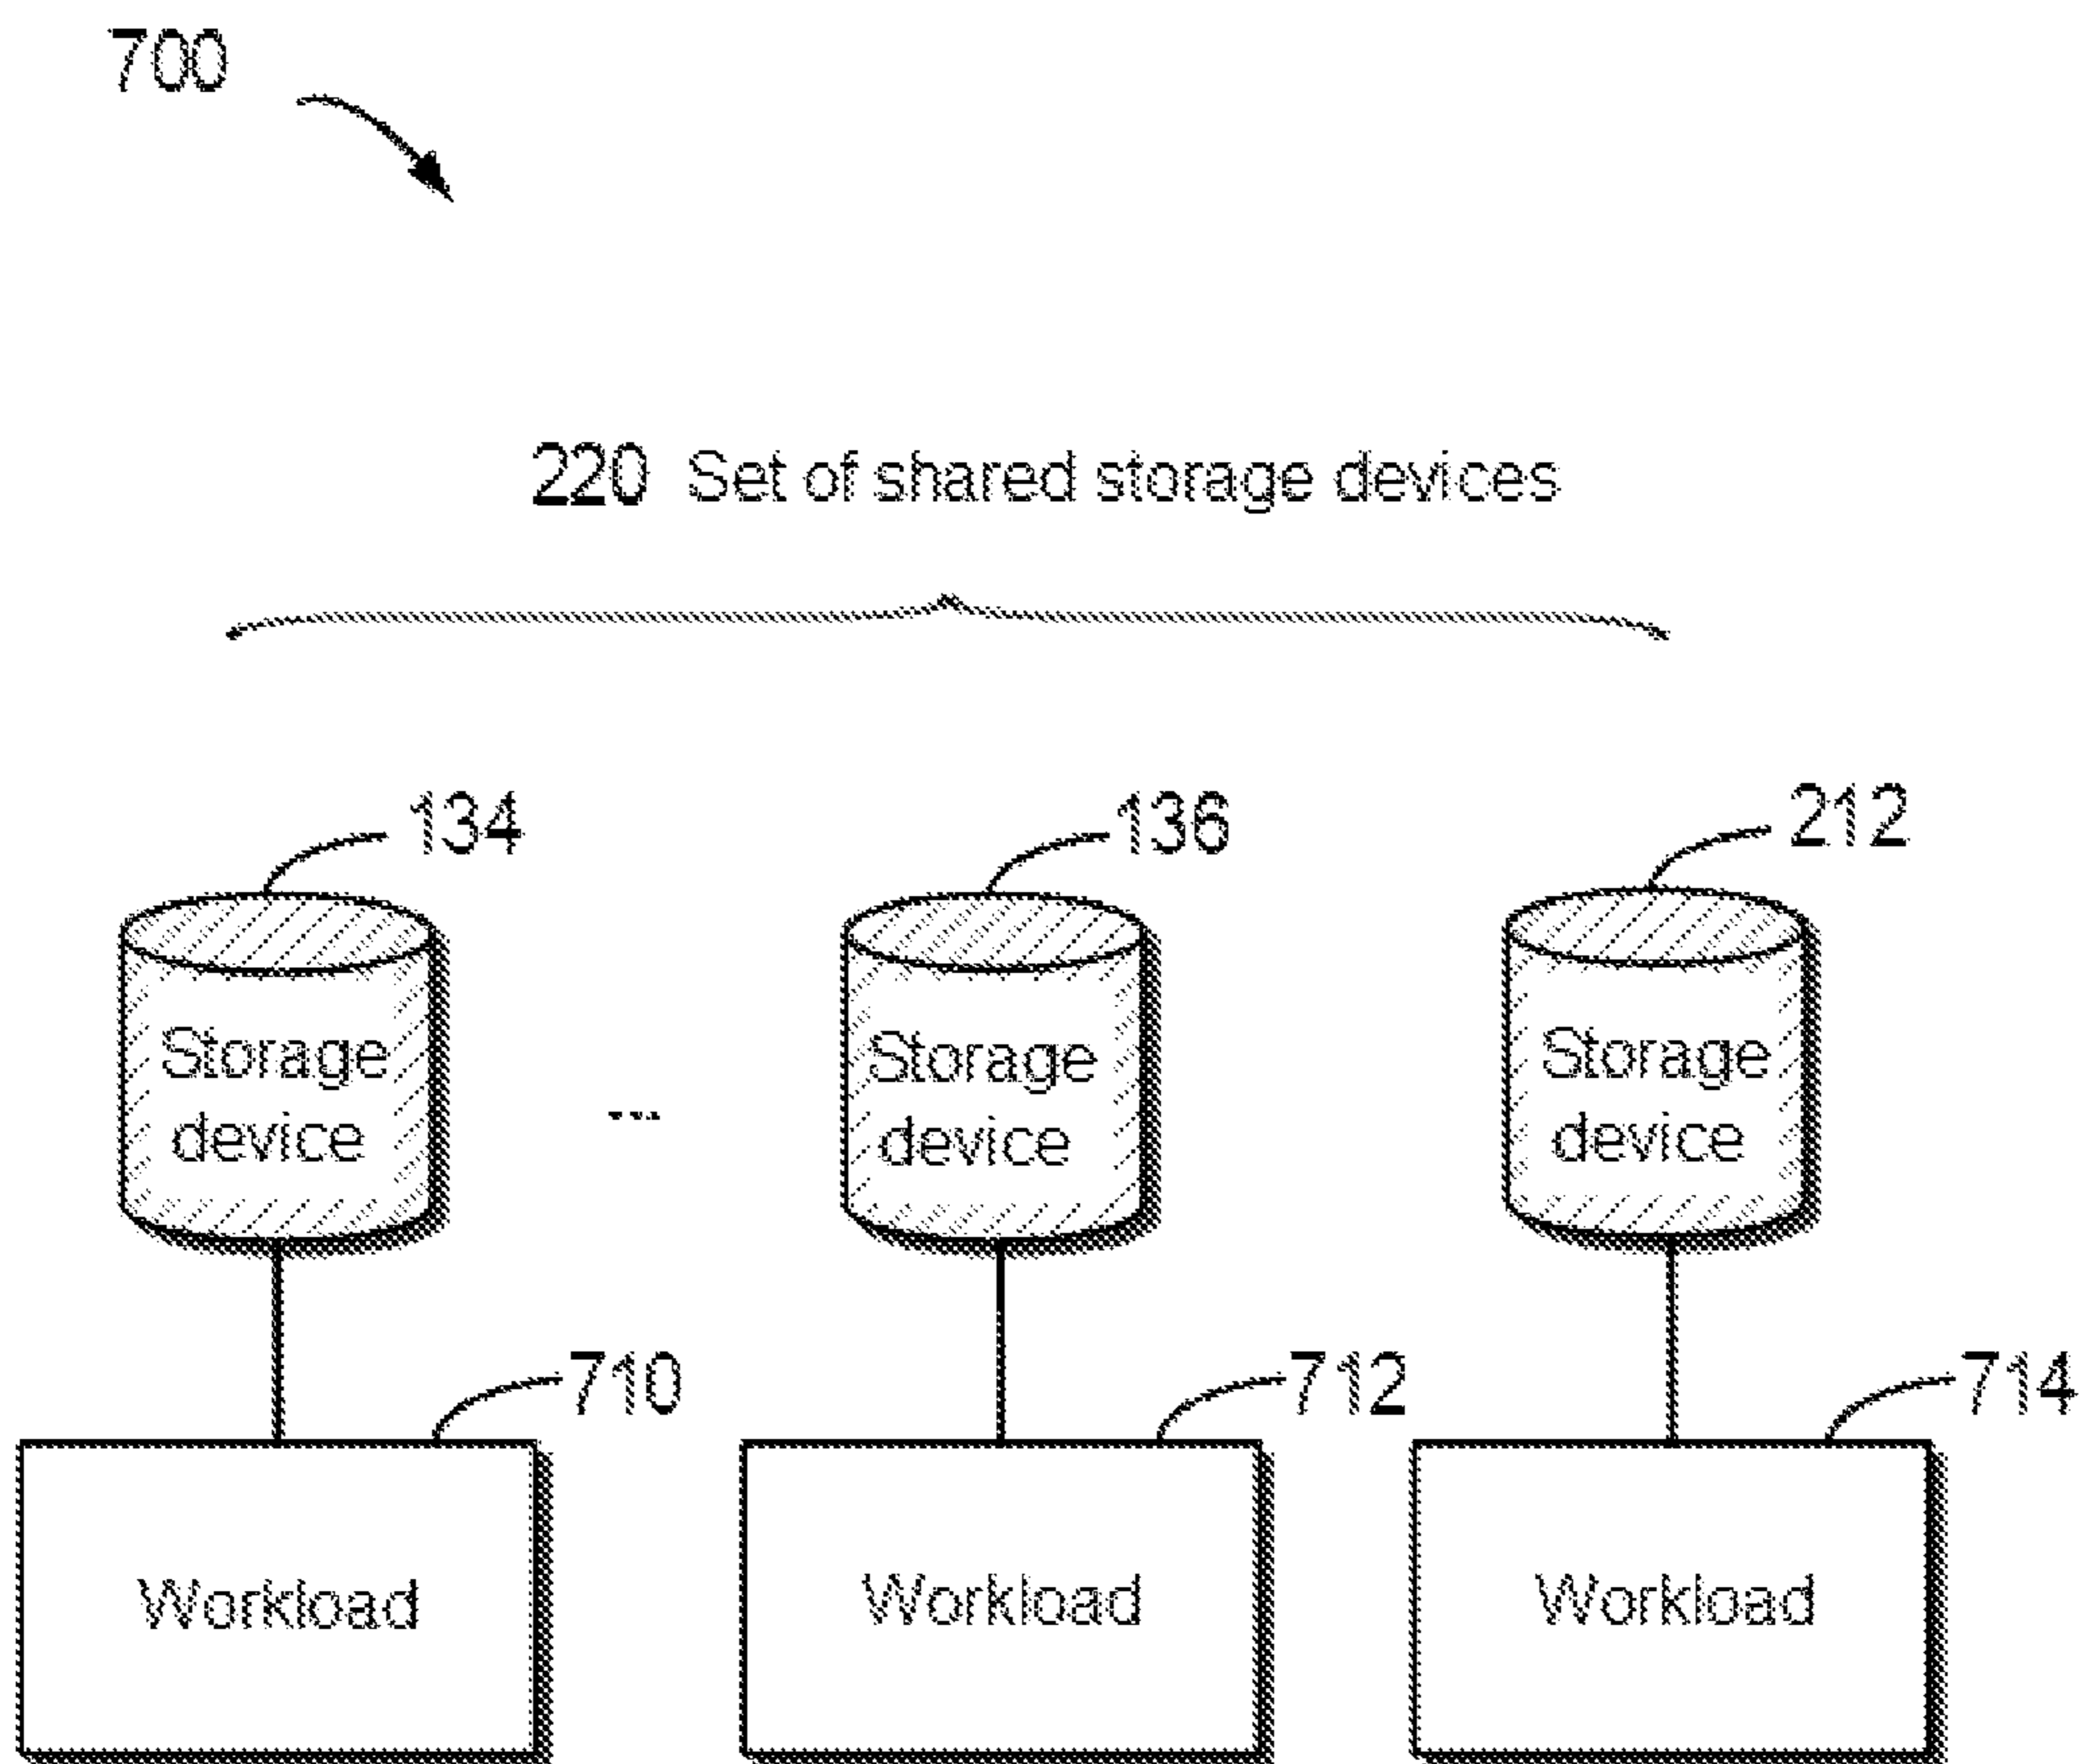 700
220 Set of shared storage devices
134
136
212
Storage
device
...
Storage
device
Storage
device
710
712
714
Workload
Workload
Workload